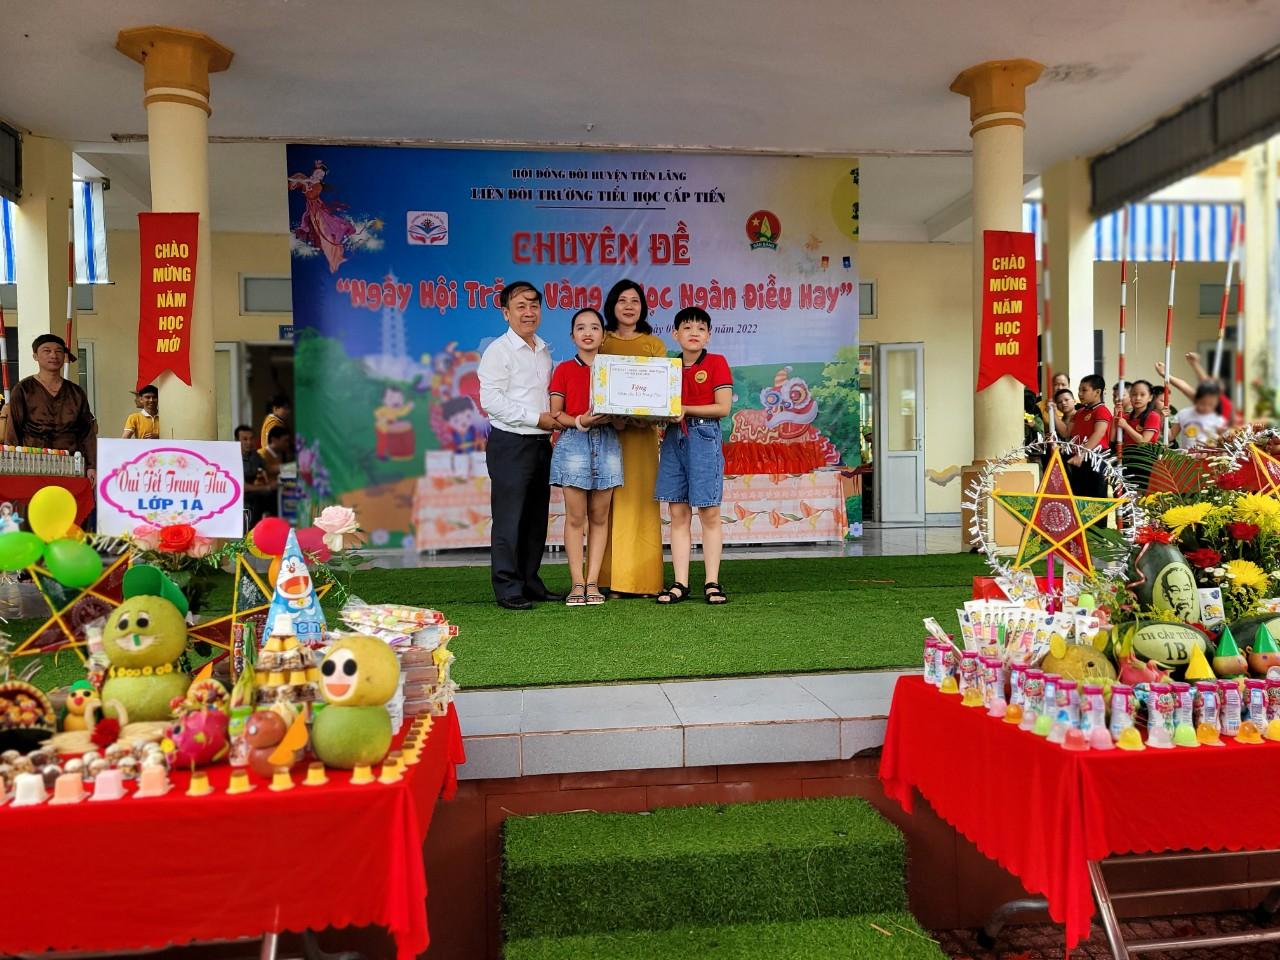 HỘI ĐỒNG ĐỘI HUYỆN TIÊN LÃNG
LIÊN ĐỘI TRƯỜNG TIỂU HỌC CẤP TIẾN
CHUYÊN ĐỀ
"Ngày Hội Vàng Học Ngàn Điều Hay"
năm 2022
CHÀO
MỪNG
NĂM
HỌC
MỚI
CHÀO
MỪNG
NĂM
HỌC
MỚI
Tặng
Vui Tết Trung Thu
LỚP 1A
TH CẤP TIẾN
1B